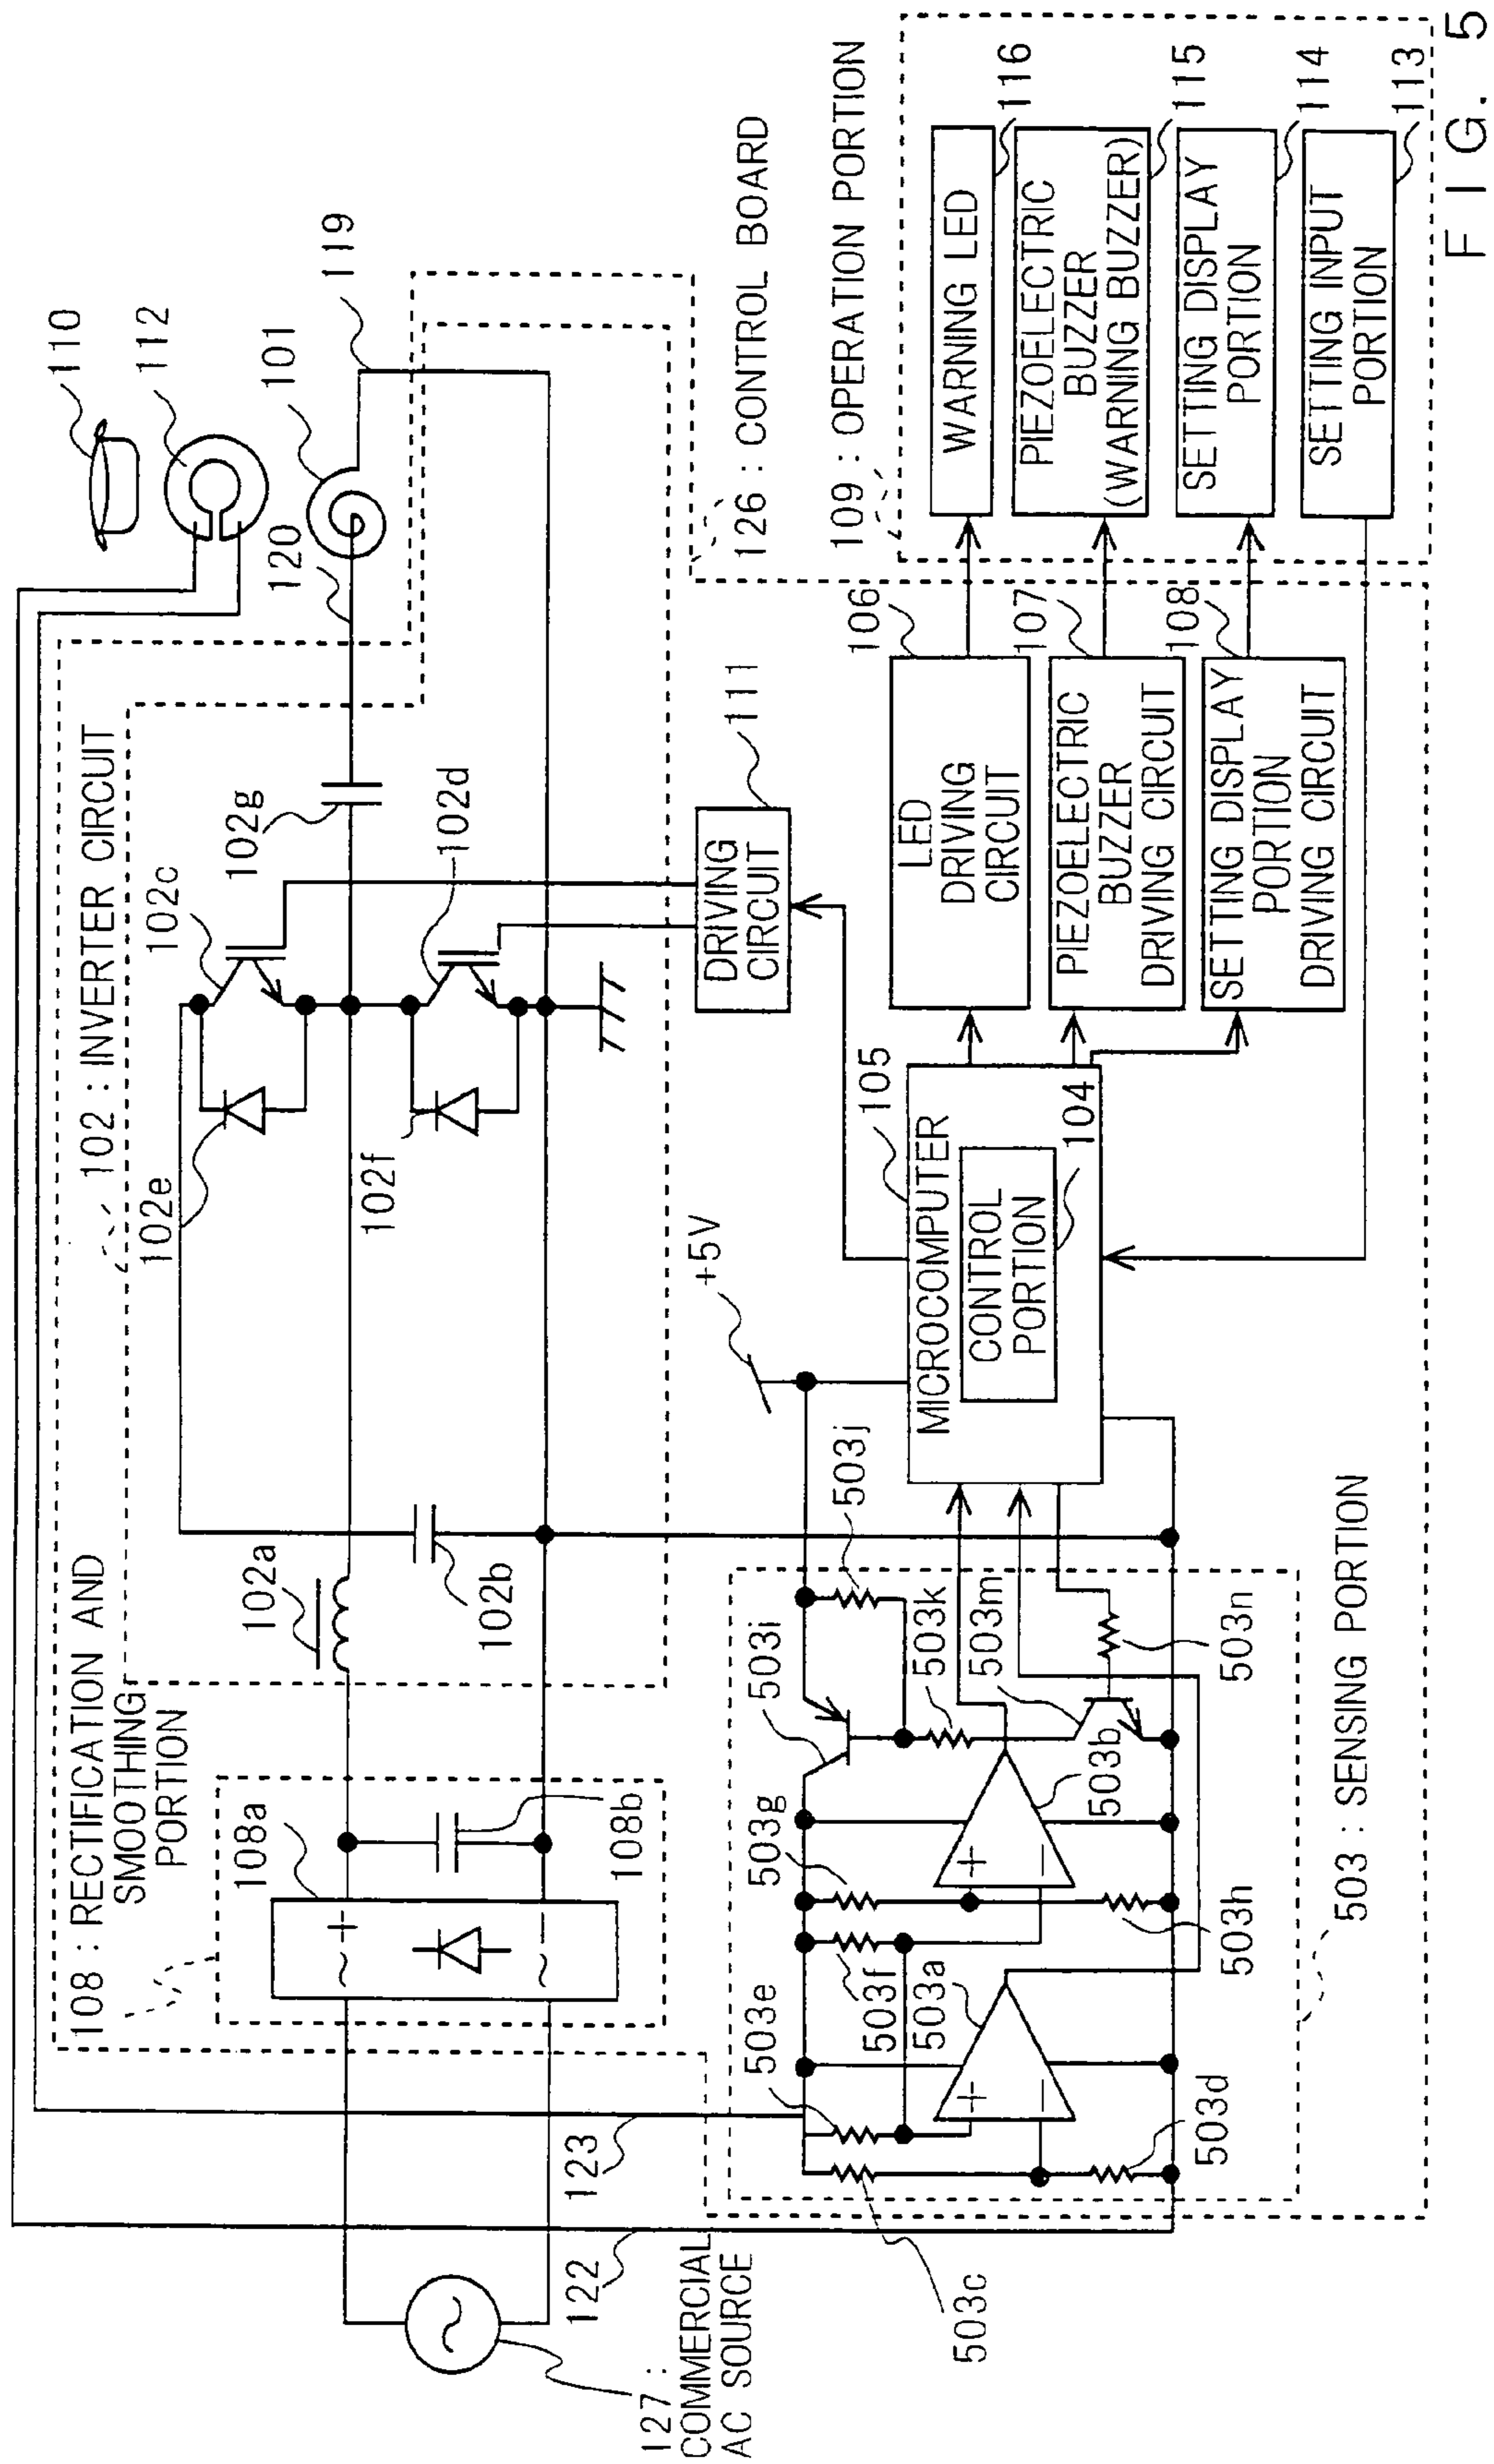 110
112
101
119
120
102 : INVERTER CIRCUIT
102c
102g
102d
102e
102f
102a
102b
108 : RECTIFICATION AND
SMOOTHING
PORTION
108a
108b
~ +
~ −
127 :
COMMERCIAL
AC SOURCE
122
123
126 : CONTROL BOARD
109 : OPERATION PORTION
111
DRIVING
CIRCUIT
+5V
105
MICROCOMPUTER
CONTROL
PORTION
104
106
LED
DRIVING
CIRCUIT
107
PIEZOELECTRIC
BUZZER
DRIVING CIRCUIT
108
SETTING DISPLAY
PORTION
DRIVING CIRCUIT
WARNING LED
116
PIEZOELECTRIC
BUZZER
(WARNING BUZZER)
115
SETTING DISPLAY
PORTION
114
SETTING INPUT
PORTION
113
503c
503e
503f
503g
503i
503j
503k
503m
503n
503a
+
−
503b
+
−
503d
503h
503 : SENSING PORTION
FIG. 5